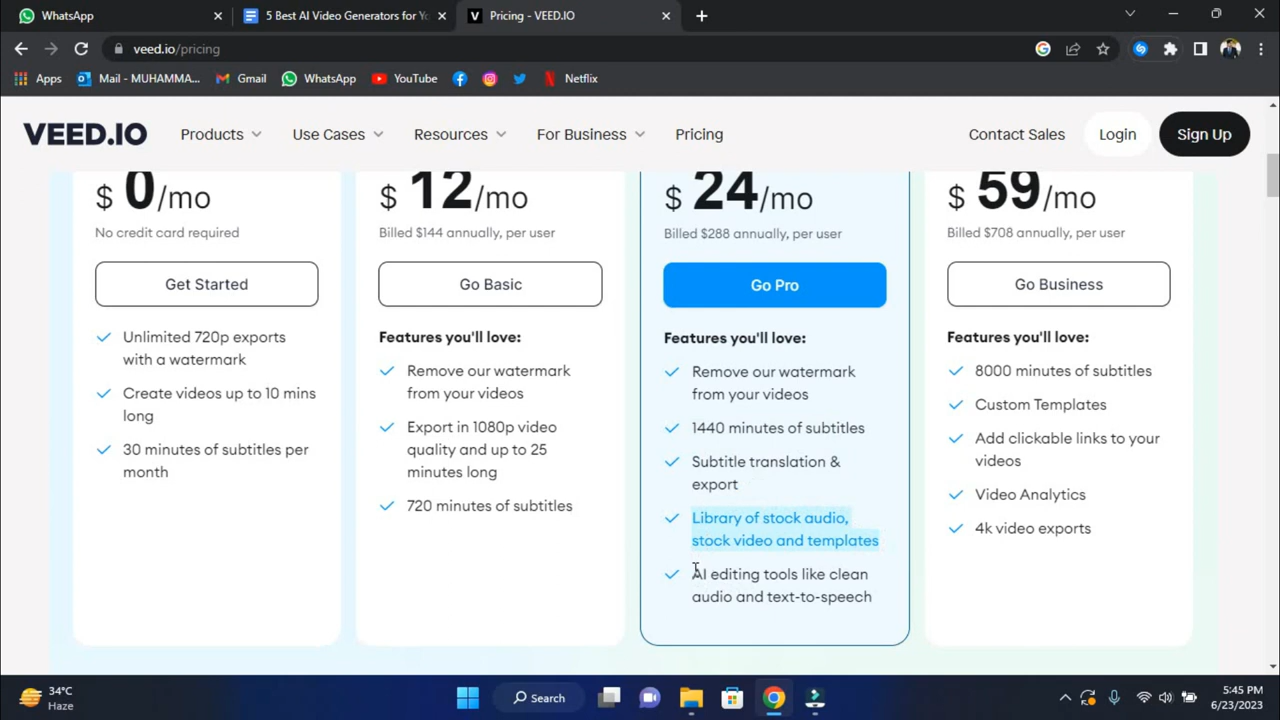 WhatsApp
5 Best AI Video Generators for Yo
Pricing - VEED.IO
veed.io/pricing
Apps
Mail - MUHAMMA...
Gmail
WhatsApp
YouTube
Netflix
VEED.IO
Products
Use Cases
Resources
For Business
Pricing
Contact Sales
Login
Sign Up
$ 0/mo
No credit card required
Get Started
Unlimited 720p exports
with a watermark
Create videos up to 10 mins
long
30 minutes of subtitles per
month
$ 12/mo
Billed $144 annually, per user
Go Basic
Features you'll love:
Remove our watermark
from your videos
Export in 1080p video
quality and up to 25
minutes long
720 minutes of subtitles
$ 24/mo
Billed $288 annually, per user
Go Pro
Features you'll love:
Remove our watermark
from your videos
1440 minutes of subtitles
Subtitle translation &
export
Library of stock audio,
stock video and templates
AI editing tools like clean
audio and text-to-speech
$ 59/mo
Billed $708 annually, per user
Go Business
Features you'll love:
8000 minutes of subtitles
Custom Templates
Add clickable links to your
videos
Video Analytics
4k video exports
34°C
Haze
Search
5:45 PM
6/23/2023